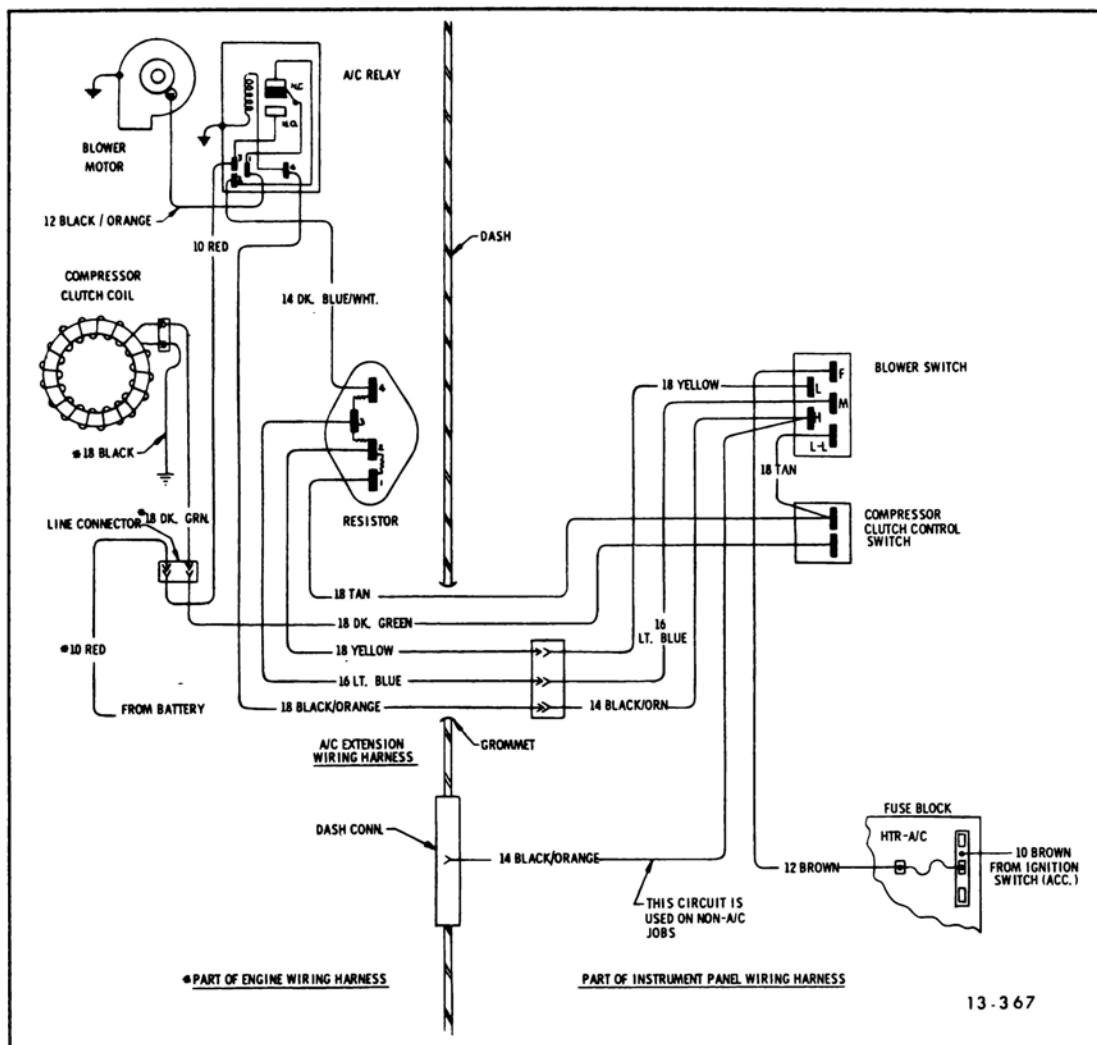 A/C RELAY
N.C.
N.O.
3
1
4
BLOWER
MOTOR
12 BLACK / ORANGE
10 RED
DASH
COMPRESSOR
CLUTCH COIL
14 DK. BLUE/WHT.
BLOWER SWITCH
F
L
M
H
L-L
18 YELLOW
4
3
2
1
*18 BLACK
18 TAN
RESISTOR
LINE CONNECTOR
*18 DK. GRN.
COMPRESSOR
CLUTCH CONTROL
SWITCH
18 TAN
18 DK. GREEN
16
LT. BLUE
*10 RED
18 YELLOW
16 LT. BLUE
FROM BATTERY
18 BLACK/ORANGE
14 BLACK/ORN
A/C EXTENSION
WIRING HARNESS
GROMMET
FUSE BLOCK
DASH CONN.
HTR-A/C
14 BLACK/ORANGE
12 BROWN
10 BROWN
FROM IGNITION
SWITCH (ACC.)
THIS CIRCUIT IS
USED ON NON-A/C
JOBS
*PART OF ENGINE WIRING HARNESS
PART OF INSTRUMENT PANEL WIRING HARNESS
13-367